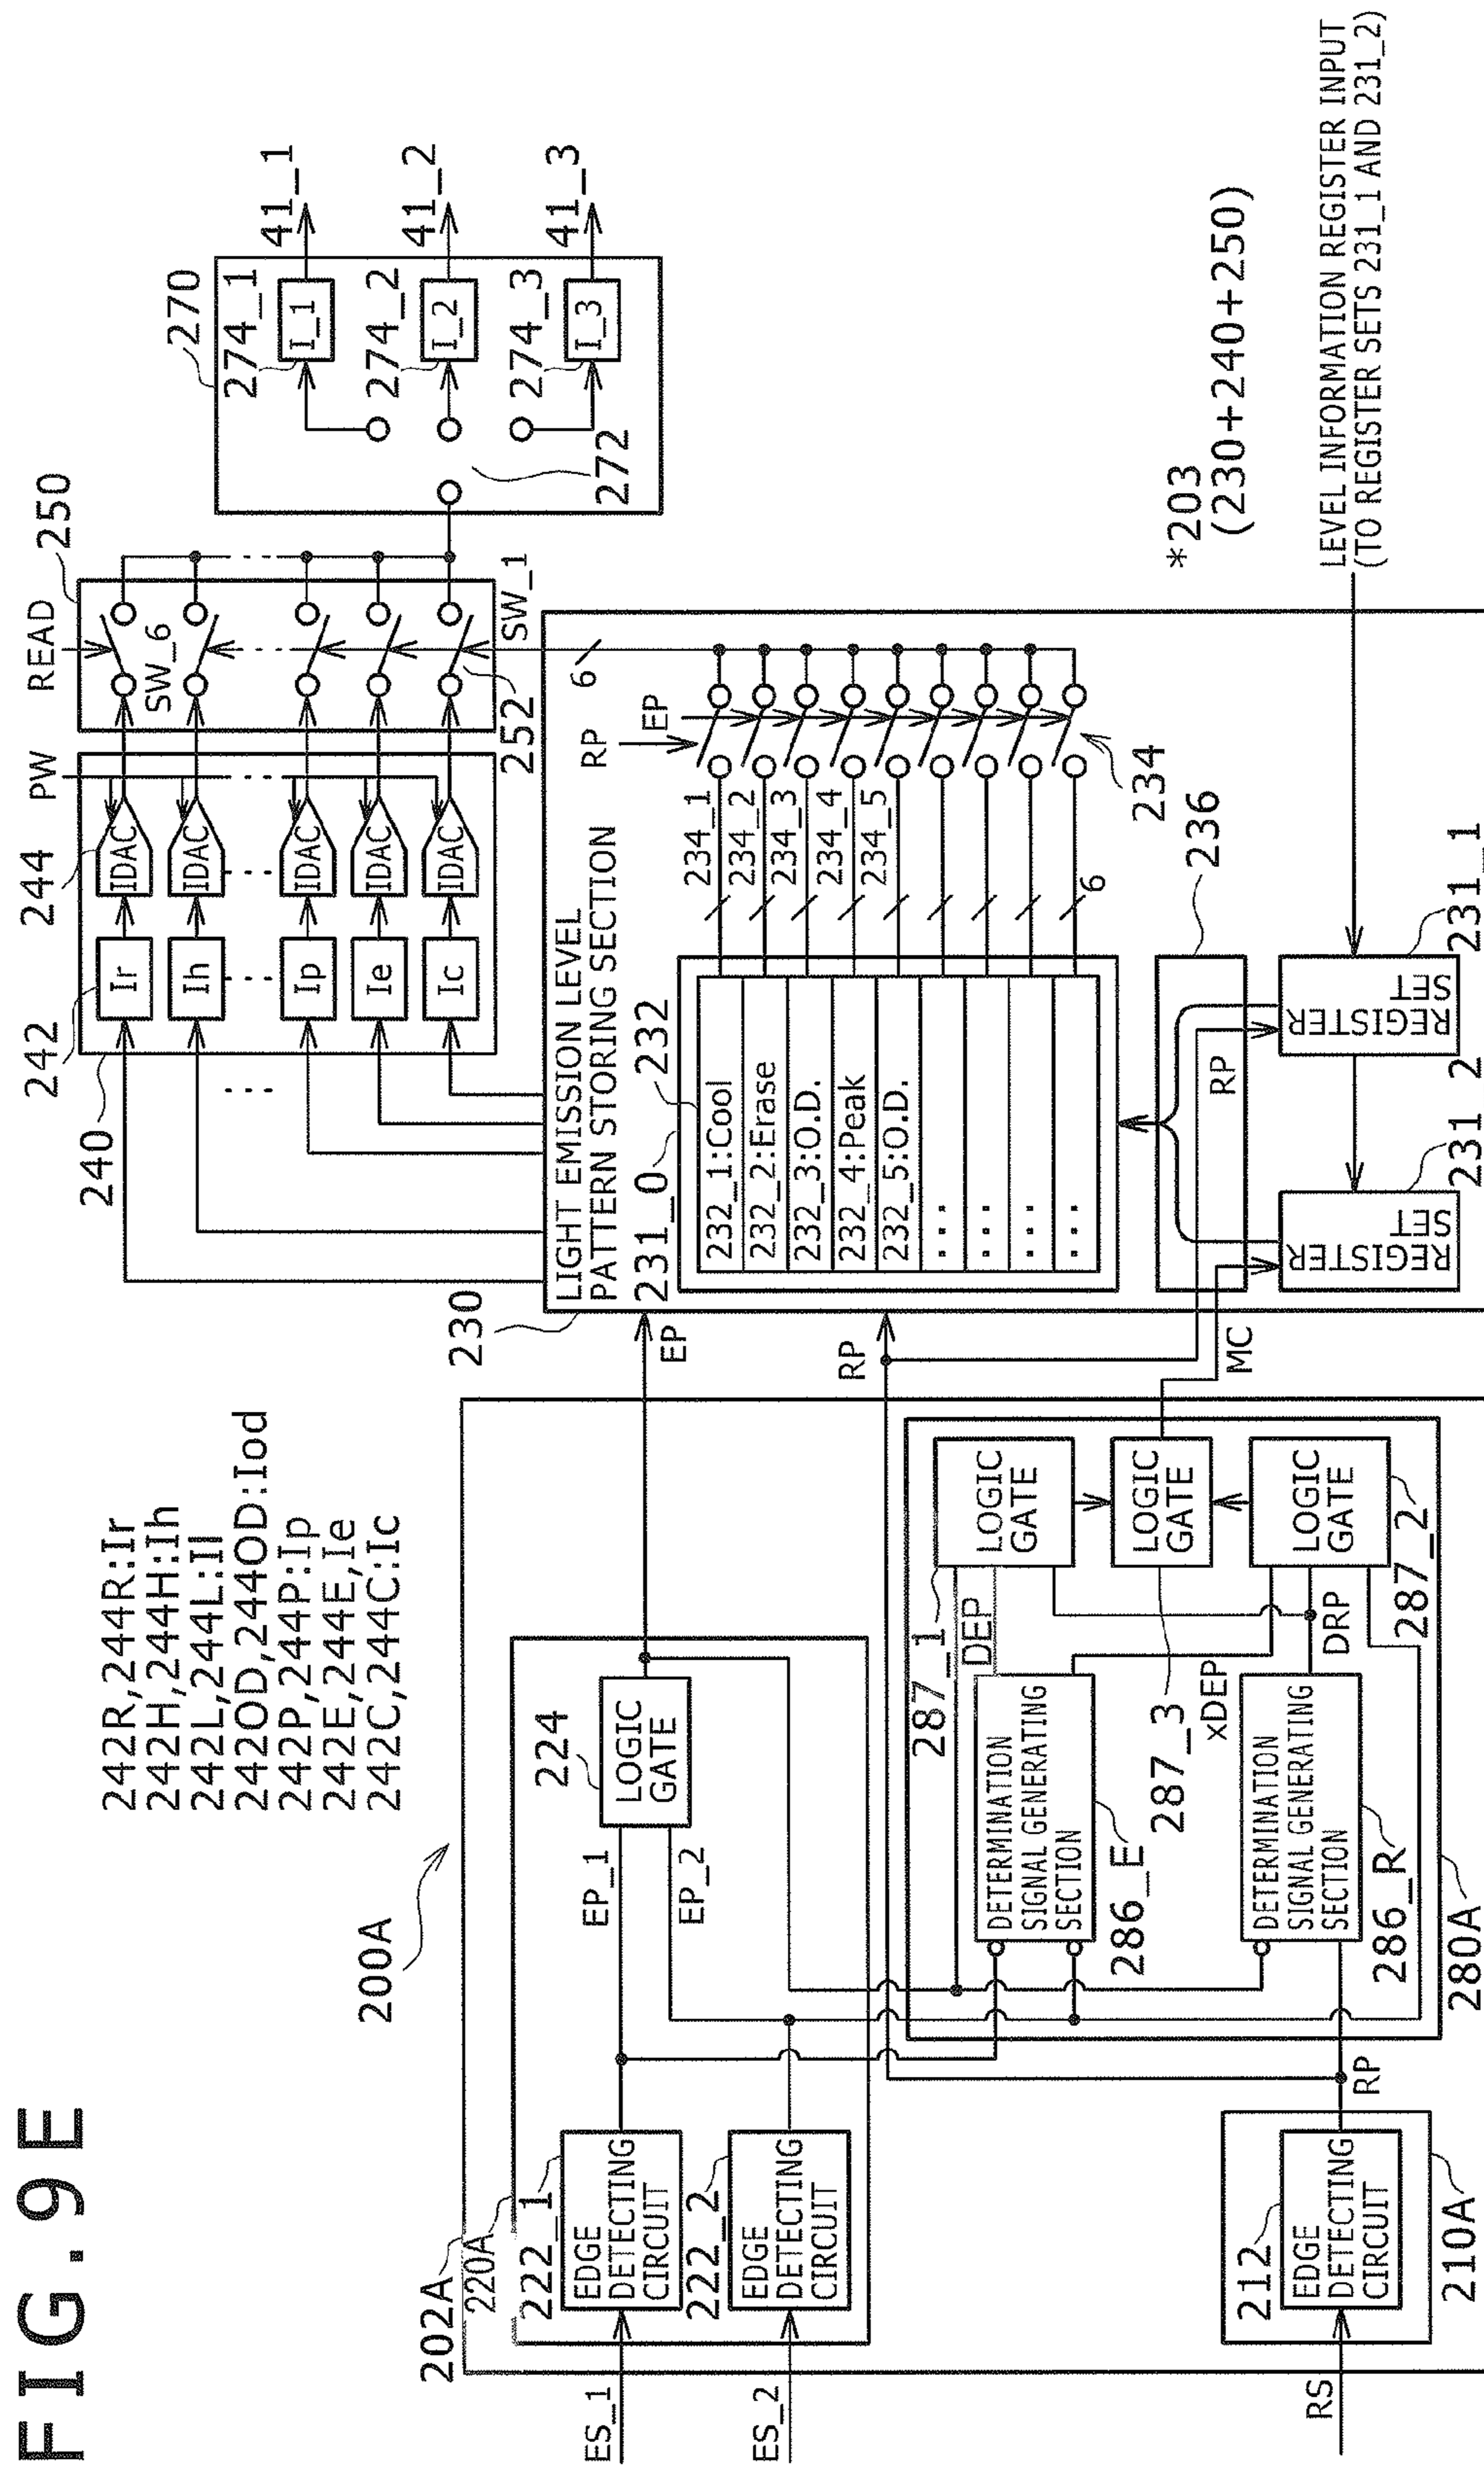 FIG.9E
200A
242R,244R:Ir
242H,244H:Ih
242L,244L:Il
242OD,244OD:Iod
242P,244P:Ip
242E,244E,Ie
242C,244C:Ic
202A
220A
ES_1
222_1
EDGE
DETECTING
CIRCUIT
ES_2
222_2
EDGE
DETECTING
CIRCUIT
EP_1
EP_2
224
LOGIC
GATE
EP
RS
212
EDGE
DETECTING
CIRCUIT
210A
RP
RP
280A
DETERMINATION
SIGNAL GENERATING
SECTION
286_E
DETERMINATION
SIGNAL GENERATING
SECTION
286_R
DEP
xDEP
DRP
287_1
LOGIC
GATE
287_3
LOGIC
GATE
287_2
LOGIC
GATE
MC
230
LIGHT EMISSION LEVEL
PATTERN STORING SECTION
231_0
232
232_1:Cool
232_2:Erase
232_3:O.D.
232_4:Peak
232_5:O.D.
...
...
...
...
234_1
234_2
234_3
234_4
234_5
6
RP
EP
6
234
236
RP
REGISTER
SET
231_2
REGISTER
SET
231_1
240
242
244
PW
Ir
IDAC
Ih
IDAC
...
...
Ip
IDAC
Ie
IDAC
Ic
IDAC
...
READ
250
SW_6
SW_1
252
270
272
274_1
I_1
41_1
274_2
I_2
41_2
274_3
I_3
41_3
*203
(230+240+250)
LEVEL INFORMATION REGISTER INPUT
(TO REGISTER SETS 231_1 AND 231_2)